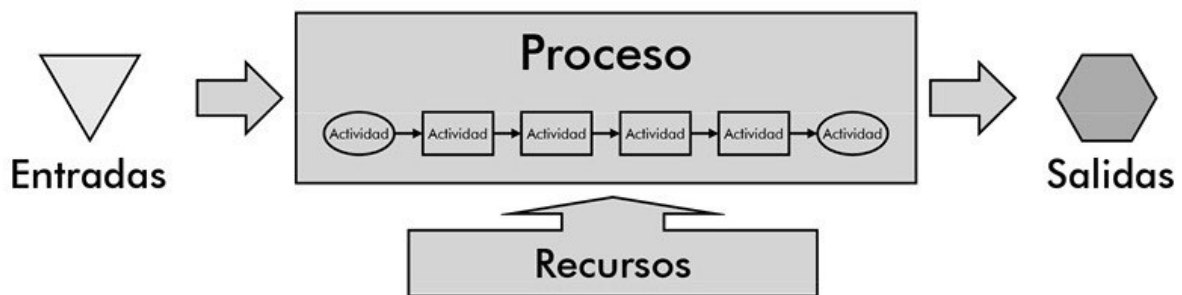 Proceso
Actividad Actividad Actividad Actividad Actividad Actividad
Entradas
Salidas
Recursos